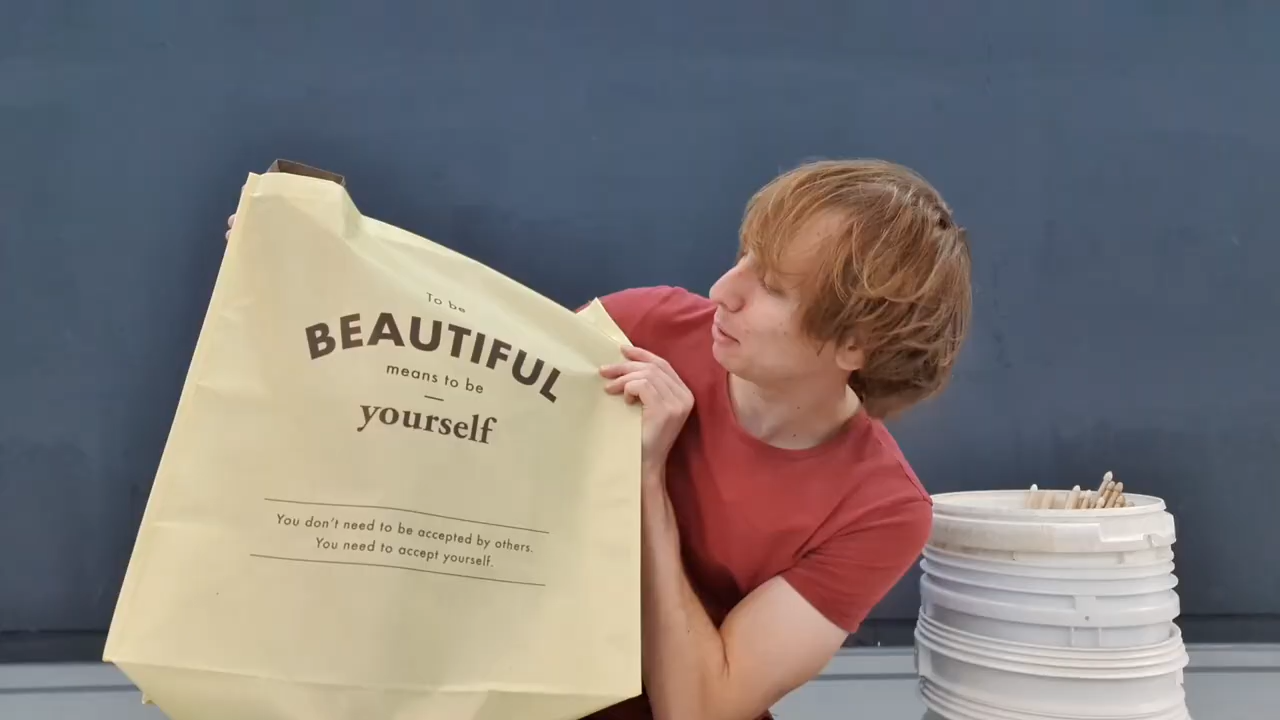 To be
BEAUTIFUL
means to be
yourself
You don't need to be accepted by others.
You need to accept yourself.